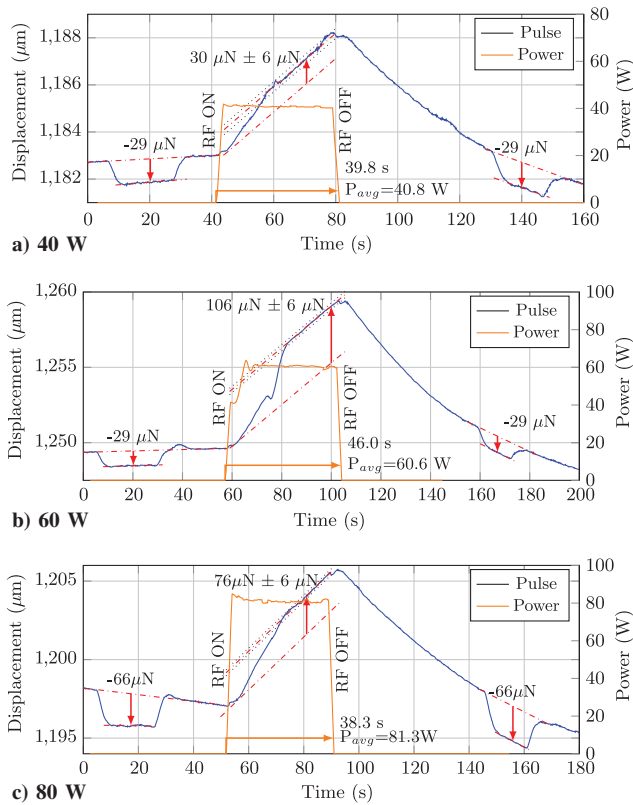 1,188
1,186
1,184
1,182
Displacement (μm)
30 μN ± 6 μN
-29 μN
-29 μN
RF ON
RF OFF
39.8 s
P_avg=40.8 W
Pulse
Power
80
70
60
50
40
30
20
10
0
Power (W)
0 20 40 60 80 100 120 140 160
Time (s)
a) 40 W
1,260
1,255
1,250
Displacement (μm)
106 μN ± 6 μN
-29 μN
-29 μN
RF ON
RF OFF
46.0 s
P_avg=60.6 W
Pulse
Power
100
80
60
40
20
0
Power (W)
0 20 40 60 80 100 120 140 160 180 200
Time (s)
b) 60 W
1,205
1,200
1,195
Displacement (μm)
76μN ± 6 μN
-66μN
-66μN
RF ON
RF OFF
38.3 s
P_avg=81.3W
Pulse
Power
100
80
60
40
20
0
Power (W)
0 20 40 60 80 100 120 140 160 180
Time (s)
c) 80 W